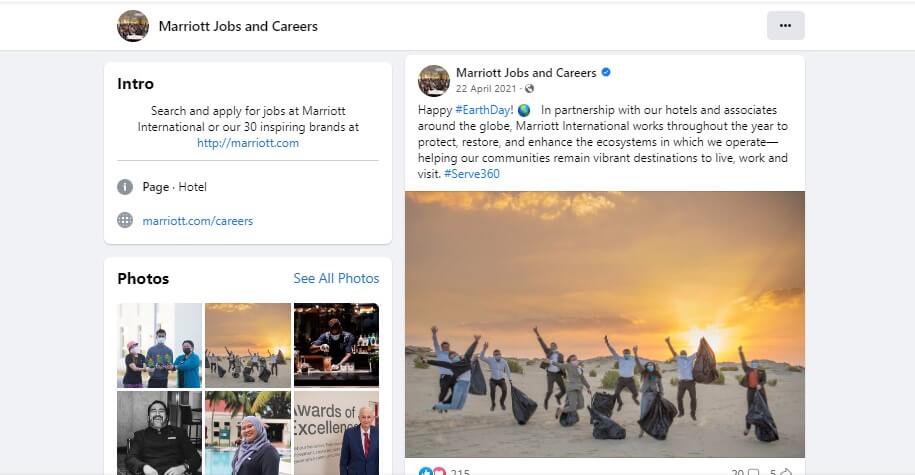 Marriott Jobs and Careers
Intro
Search and apply for jobs at Marriott
International or our 30 inspiring brands at
http://marriott.com
Page · Hotel
marriott.com/careers
Photos
See All Photos
Awards of
Excellence
Marriott Jobs and Careers
22 April 2021 ·
Happy #EarthDay! 🌎 In partnership with our hotels and associates
around the globe, Marriott International works throughout the year to
protect, restore, and enhance the ecosystems in which we operate—
helping our communities remain vibrant destinations to live, work and
visit. #Serve360
215
20
5